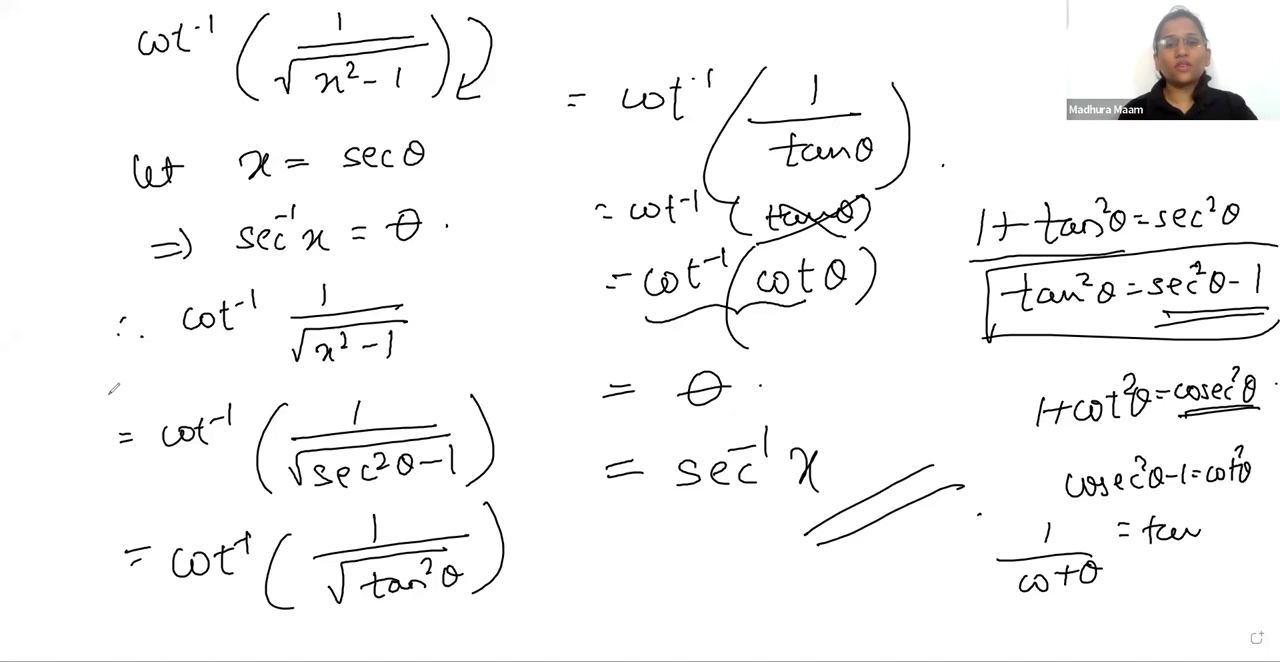 cot⁻¹ (1/√(x² - 1))
let x = secθ
⇒ sec⁻¹x = θ.
∴ cot⁻¹ 1/√(x² - 1)
= cot⁻¹ (1/√(sec²θ - 1))
= cot⁻¹ (1/√(tan²θ))
= cot⁻¹ (1/tanθ)
= cot⁻¹ (tanθ)
= cot⁻¹ (cotθ)
= θ.
= sec⁻¹ x
Madhura Maam
1 + tan²θ = sec²θ
tan²θ = sec²θ - 1
1 + cot²θ = cosec²θ
cosec²θ - 1 = cot²θ
1/cotθ = tan